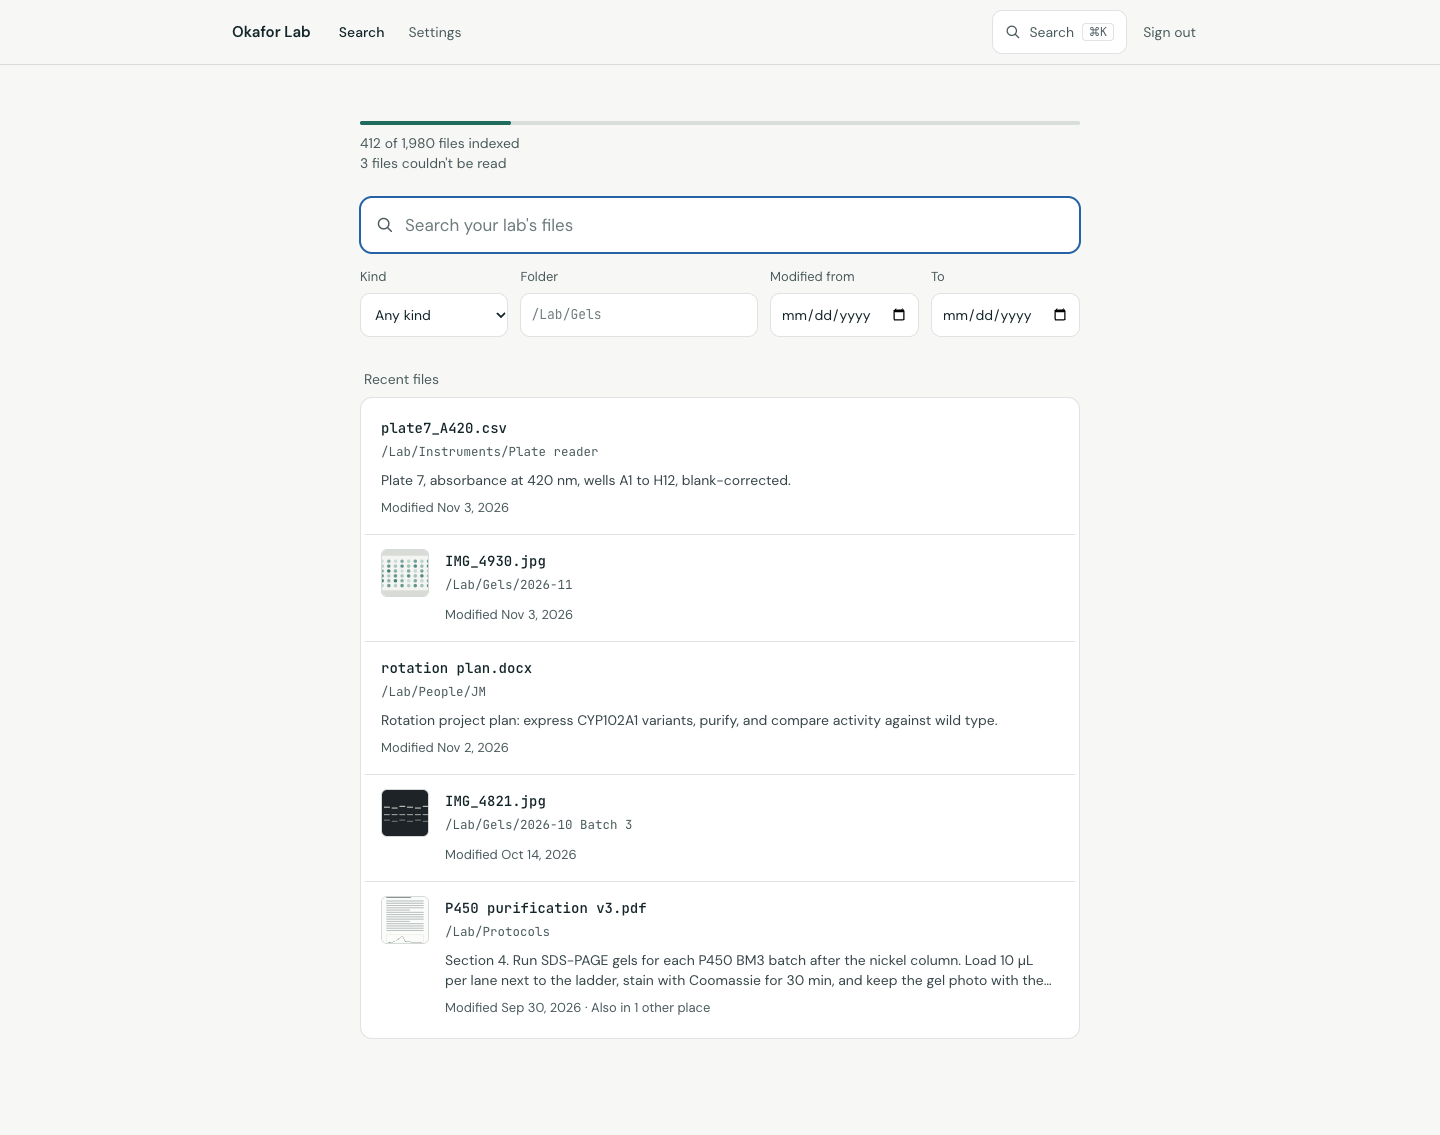 Okafor Lab Search Settings Search ⌘K Sign out
412 of 1,980 files indexed
3 files couldn't be read
Search your lab's files
Kind Folder Modified from To
Any kind /Lab/Gels mm/dd/yyyy mm/dd/yyyy
Recent files
plate7_A420.csv
/Lab/Instruments/Plate reader
Plate 7, absorbance at 420 nm, wells A1 to H12, blank-corrected.
Modified Nov 3, 2026
IMG_4930.jpg
/Lab/Gels/2026-11
Modified Nov 3, 2026
rotation plan.docx
/Lab/People/JM
Rotation project plan: express CYP102A1 variants, purify, and compare activity against wild type.
Modified Nov 2, 2026
IMG_4821.jpg
/Lab/Gels/2026-10 Batch 3
Modified Oct 14, 2026
P450 purification v3.pdf
/Lab/Protocols
Section 4. Run SDS-PAGE gels for each P450 BM3 batch after the nickel column. Load 10 µL
per lane next to the ladder, stain with Coomassie for 30 min, and keep the gel photo with the…
Modified Sep 30, 2026 · Also in 1 other place